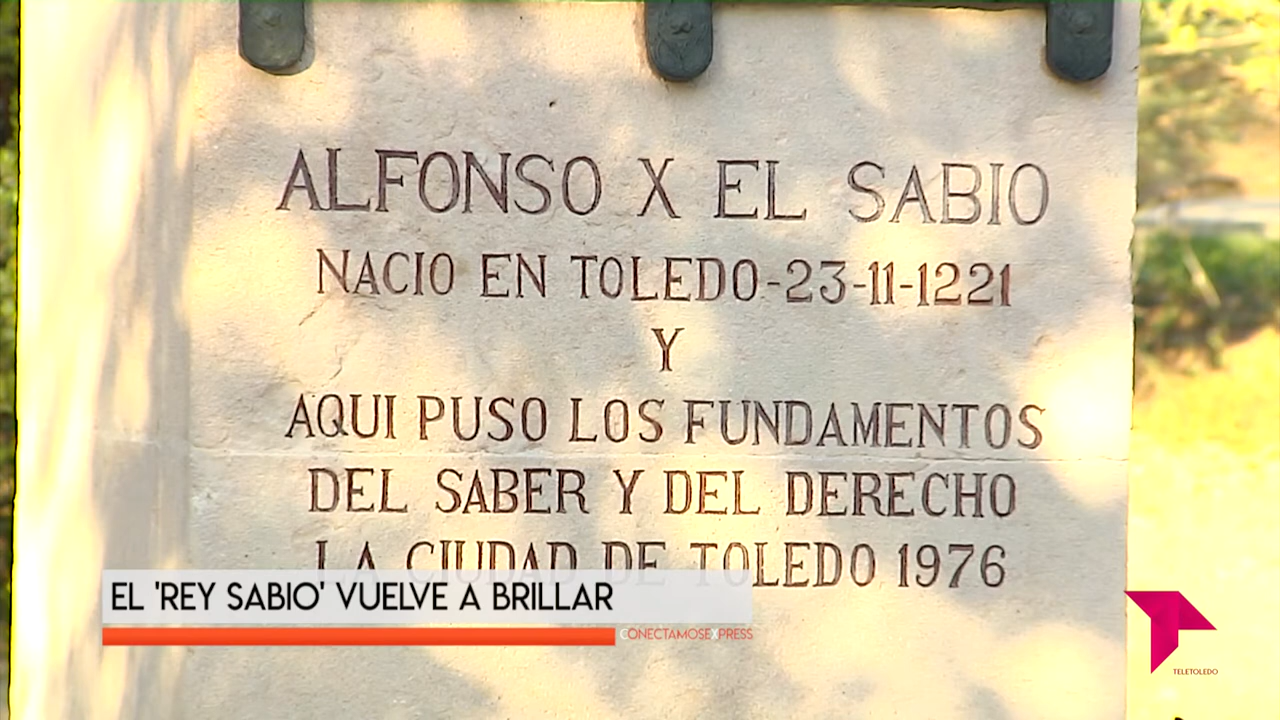 ALFONSO X EL SABIO
NACIO EN TOLEDO-23-11-1221
Y
AQUI PUSO LOS FUNDAMENTOS
DEL SABER Y DEL DERECHO
LA CIUDAD DE TOLEDO 1976
EL 'REY SABIO' VUELVE A BRILLAR
CONECTAMOSEXPRESS
TELETOLEDO